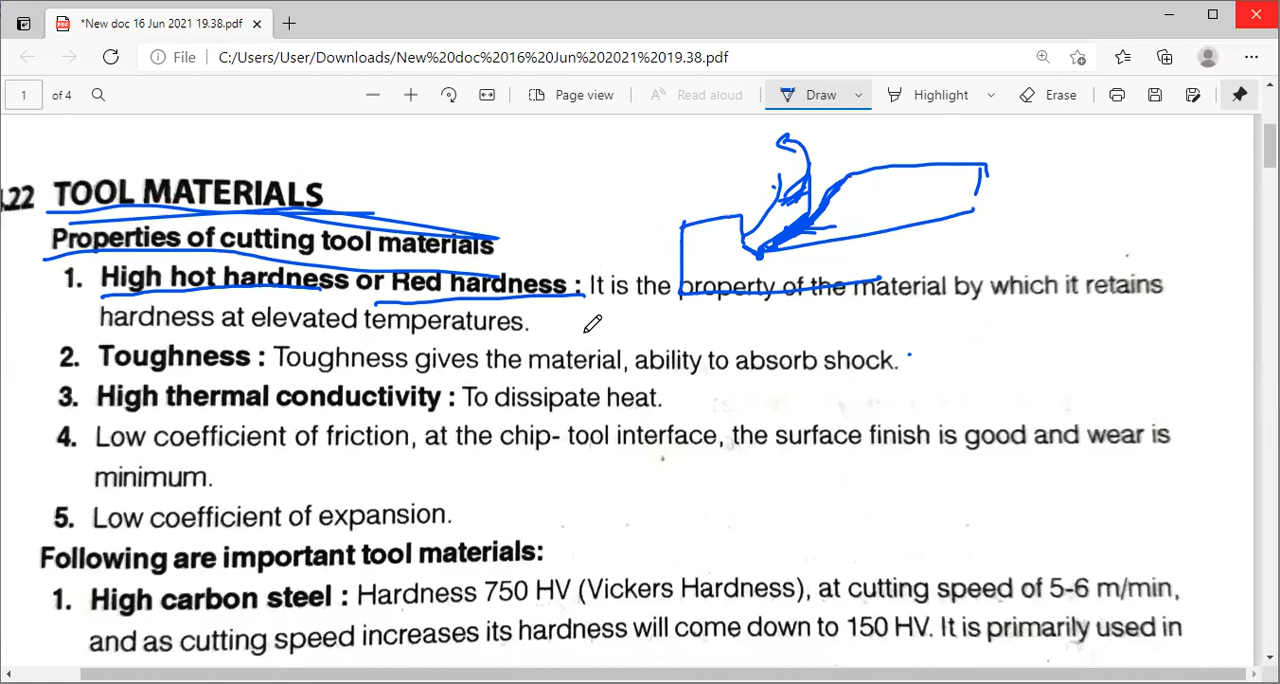 *New doc 16 Jun 2021 19.38.pdf
File C:/Users/User/Downloads/New%20doc%2016%20Jun%202021%2019.38.pdf
1 of 4 Page view Read aloud Draw Highlight Erase
.22 TOOL MATERIALS
Properties of cutting tool materials
1. High hot hardness or Red hardness : It is the property of the material by which it retains
hardness at elevated temperatures.
2. Toughness : Toughness gives the material, ability to absorb shock.
3. High thermal conductivity : To dissipate heat.
4. Low coefficient of friction, at the chip- tool interface, the surface finish is good and wear is
minimum.
5. Low coefficient of expansion.
Following are important tool materials:
1. High carbon steel : Hardness 750 HV (Vickers Hardness), at cutting speed of 5-6 m/min,
and as cutting speed increases its hardness will come down to 150 HV. It is primarily used in